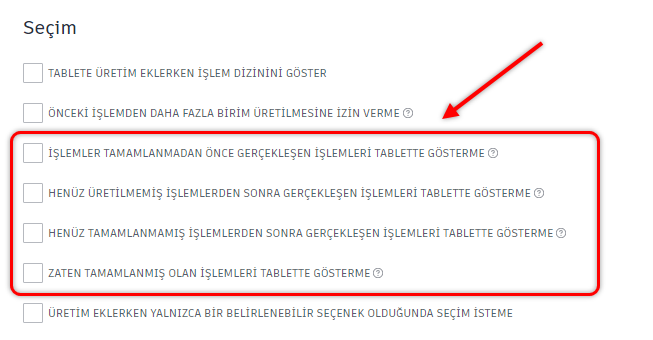 Seçim
TABLETE ÜRETİM EKLERKEN İŞLEM DİZİNİNİ GÖSTER
ÖNCEKİ İŞLEMDEN DAHA FAZLA BİRİM ÜRETİLMESİNE İZİN VERME
İŞLEMLER TAMAMLANMADAN ÖNCE GERÇEKLEŞEN İŞLEMLERİ TABLETTE GÖSTERME
HENÜZ ÜRETİLMEMİŞ İŞLEMLERDEN SONRA GERÇEKLEŞEN İŞLEMLERİ TABLETTE GÖSTERME
HENÜZ TAMAMLANMAMIŞ İŞLEMLERDEN SONRA GERÇEKLEŞEN İŞLEMLERİ TABLETTE GÖSTERME
ZATEN TAMAMLANMIŞ OLAN İŞLEMLERİ TABLETTE GÖSTERME
ÜRETİM EKLERKEN YALNIZCA BİR BELİRLENEBİLİR SEÇENEK OLDUĞUNDA SEÇİM İSTEME